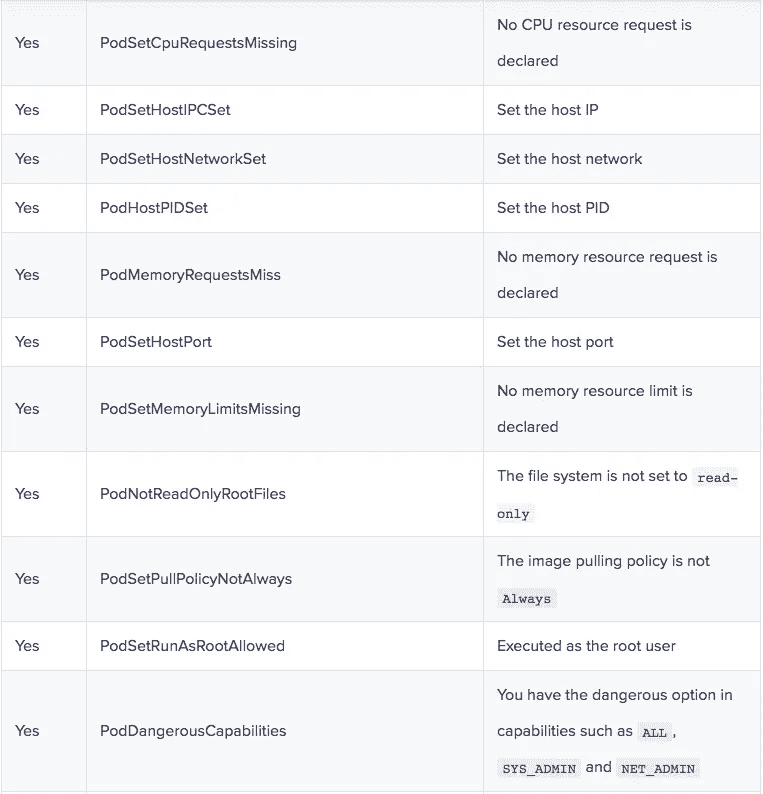 Yes PodSetCpuRequestsMissing No CPU resource request is
declared
Yes PodSetHostIPCSet Set the host IP
Yes PodSetHostNetworkSet Set the host network
Yes PodHostPIDSet Set the host PID
Yes PodMemoryRequestsMiss No memory resource request is
declared
Yes PodSetHostPort Set the host port
Yes PodSetMemoryLimitsMissing No memory resource limit is
declared
Yes PodNotReadOnlyRootFiles The file system is not set to read-
only
Yes PodSetPullPolicyNotAlways The image pulling policy is not
Always
Yes PodSetRunAsRootAllowed Executed as the root user
Yes PodDangerousCapabilities You have the dangerous option in
capabilities such as ALL ,
SYS_ADMIN and NET_ADMIN